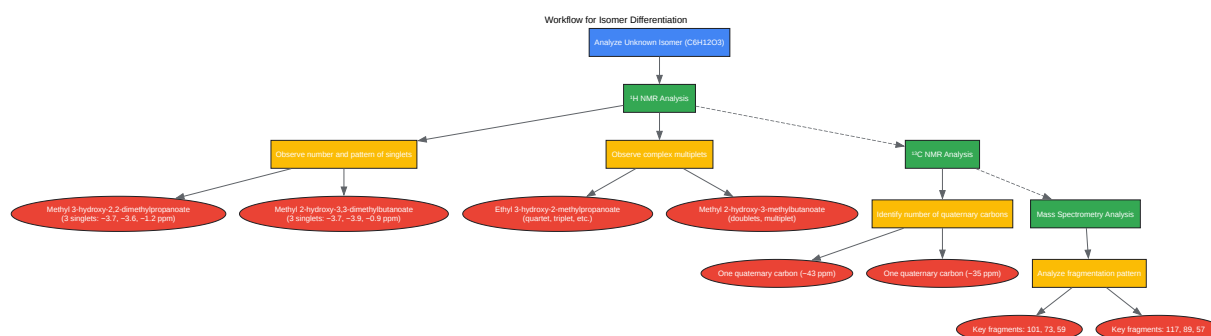 Workflow for Isomer Differentiation
Analyze Unknown Isomer (C6H12O3)
¹H NMR Analysis
Observe number and pattern of singlets
Observe complex multiplets
¹³C NMR Analysis
Methyl 3-hydroxy-2,2-dimethylpropanoate
(3 singlets: ~3.7, ~3.6, ~1.2 ppm)
Methyl 2-hydroxy-3,3-dimethylbutanoate
(3 singlets: ~3.7, ~3.9, ~0.9 ppm)
Ethyl 3-hydroxy-2-methylpropanoate
(quartet, triplet, etc.)
Methyl 2-hydroxy-3-methylbutanoate
(doublets, multiplet)
Identify number of quaternary carbons
Mass Spectrometry Analysis
One quaternary carbon (~43 ppm)
One quaternary carbon (~35 ppm)
Analyze fragmentation pattern
Key fragments: 101, 73, 59
Key fragments: 117, 89, 57